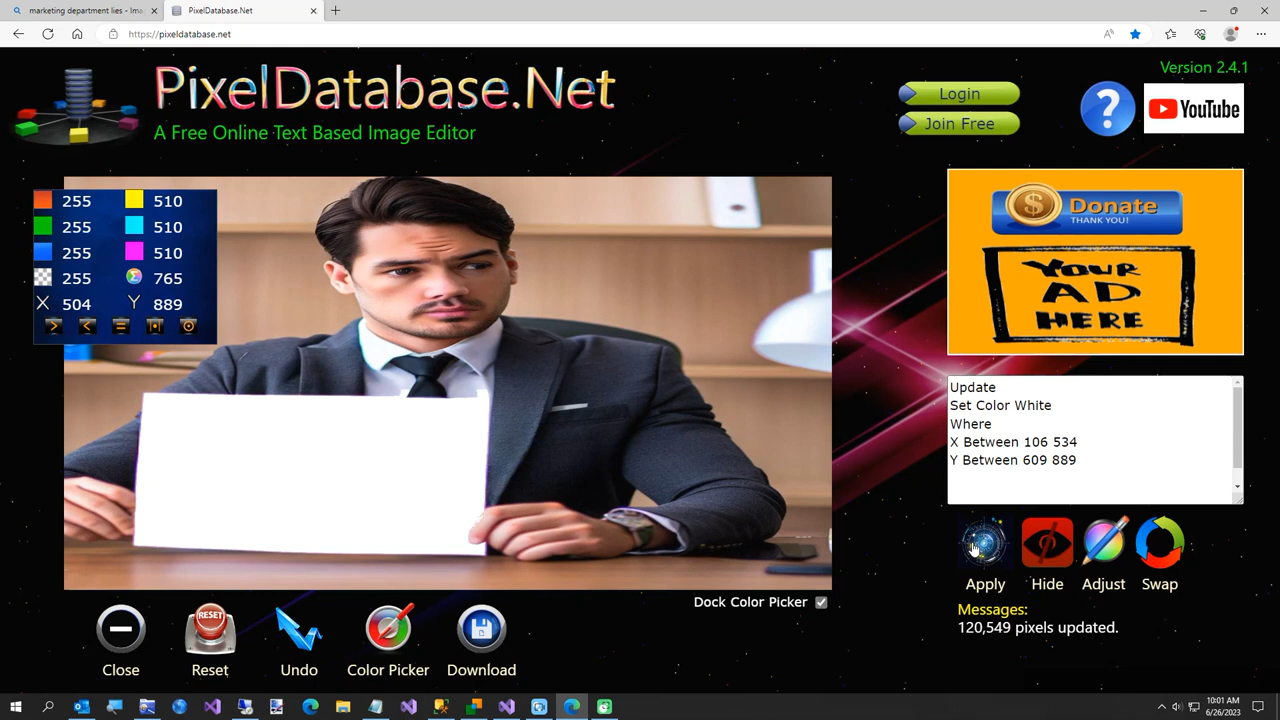 marketing department lies - Ima
PixelDatabase.Net
https://pixeldatabase.net
PixelDatabase.Net
A Free Online Text Based Image Editor
Version 2.4.1
Login
Join Free
?
YouTube
255 510
255 510
255 510
255 765
X 504 Y 889
Donate
THANK YOU!
YOUR
AD
HERE
Update
Set Color White
Where
X Between 106 534
Y Between 609 889
Apply Hide Adjust Swap
Messages:
120,549 pixels updated.
Dock Color Picker
RESET
Close Reset Undo Color Picker Download
10:01 AM
6/26/2023